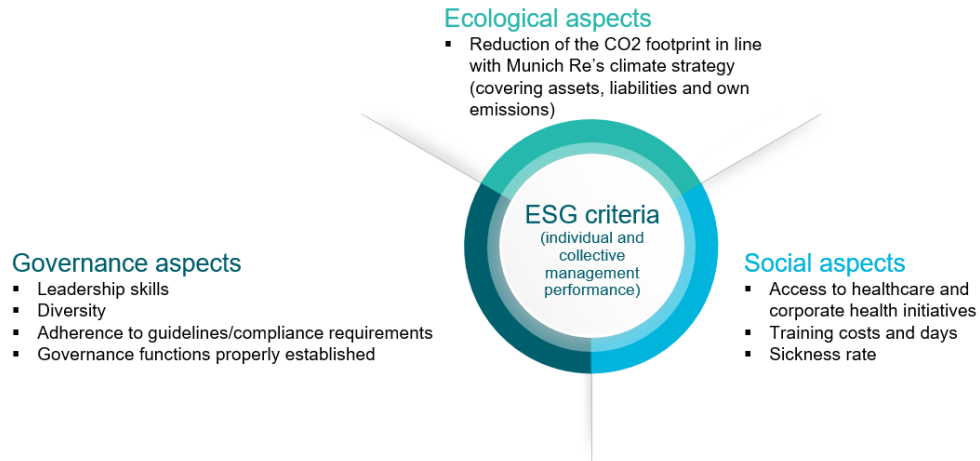 Ecological aspects
▪ Reduction of the CO2 footprint in line
with Munich Re's climate strategy
(covering assets, liabilities and own
emissions)
ESG criteria
(individual and
collective
management
performance)
Governance aspects
▪ Leadership skills
▪ Diversity
▪ Adherence to guidelines/compliance requirements
▪ Governance functions properly established
Social aspects
▪ Access to healthcare and
corporate health initiatives
▪ Training costs and days
▪ Sickness rate